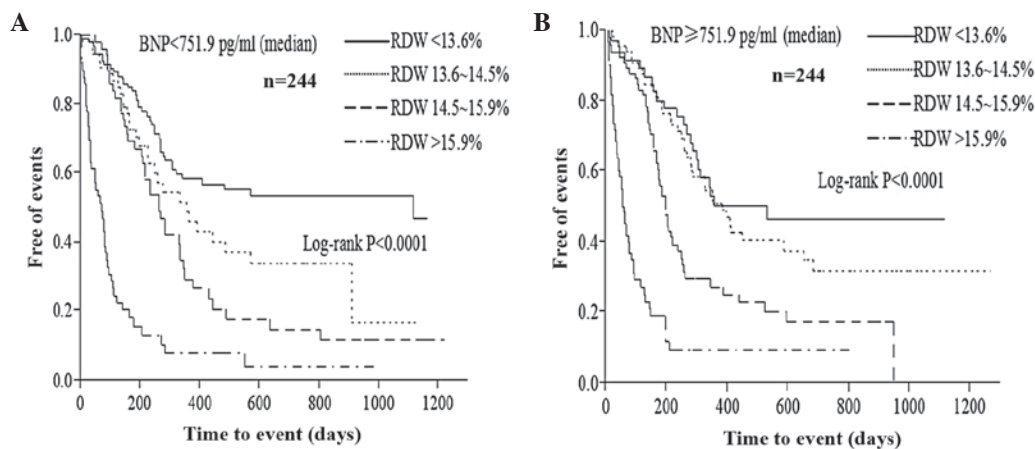 A
BNP<751.9 pg/ml (median)
n=244
RDW <13.6%
RDW 13.6~14.5%
RDW 14.5~15.9%
RDW >15.9%
Log-rank P<0.0001
Free of events
1.0
0.8
0.6
0.4
0.2
0.0
0 200 400 600 800 1000 1200
Time to event (days)
B
BNP≥751.9 pg/ml (median)
n=244
RDW <13.6%
RDW 13.6~14.5%
RDW 14.5~15.9%
RDW >15.9%
Log-rank P<0.0001
Free of events
1.0
0.8
0.6
0.4
0.2
0.0
0 200 400 600 800 1000 1200
Time to event (days)